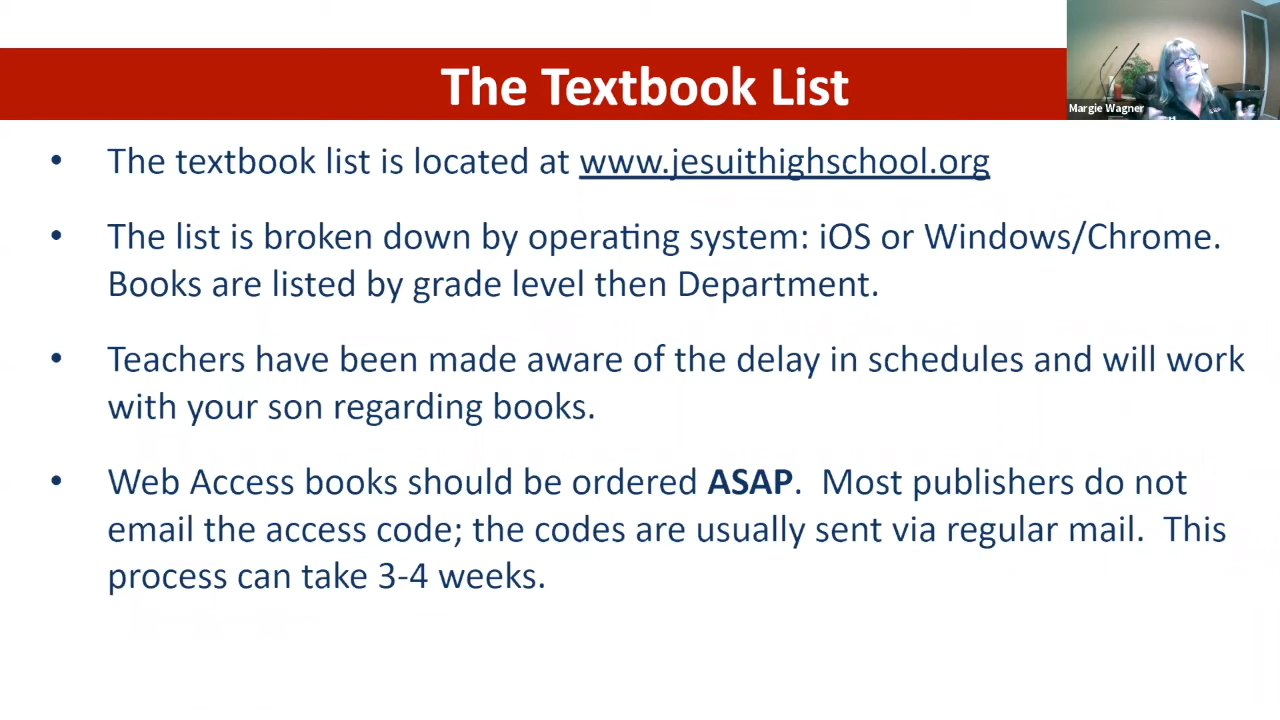 The Textbook List
Margie Wagner
• The textbook list is located at www.jesuithighschool.org
• The list is broken down by operating system: iOS or Windows/Chrome.
Books are listed by grade level then Department.
• Teachers have been made aware of the delay in schedules and will work
with your son regarding books.
• Web Access books should be ordered ASAP.  Most publishers do not
email the access code; the codes are usually sent via regular mail.  This
process can take 3-4 weeks.